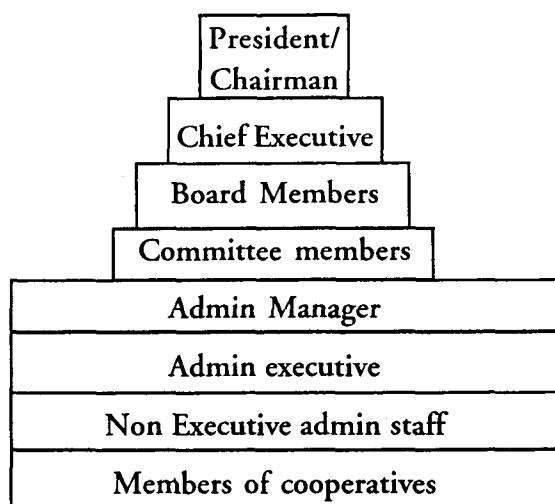 President/
Chairman
Chief Executive
Board Members
Committee members
Admin Manager
Admin executive
Non Executive admin staff
Members of cooperatives